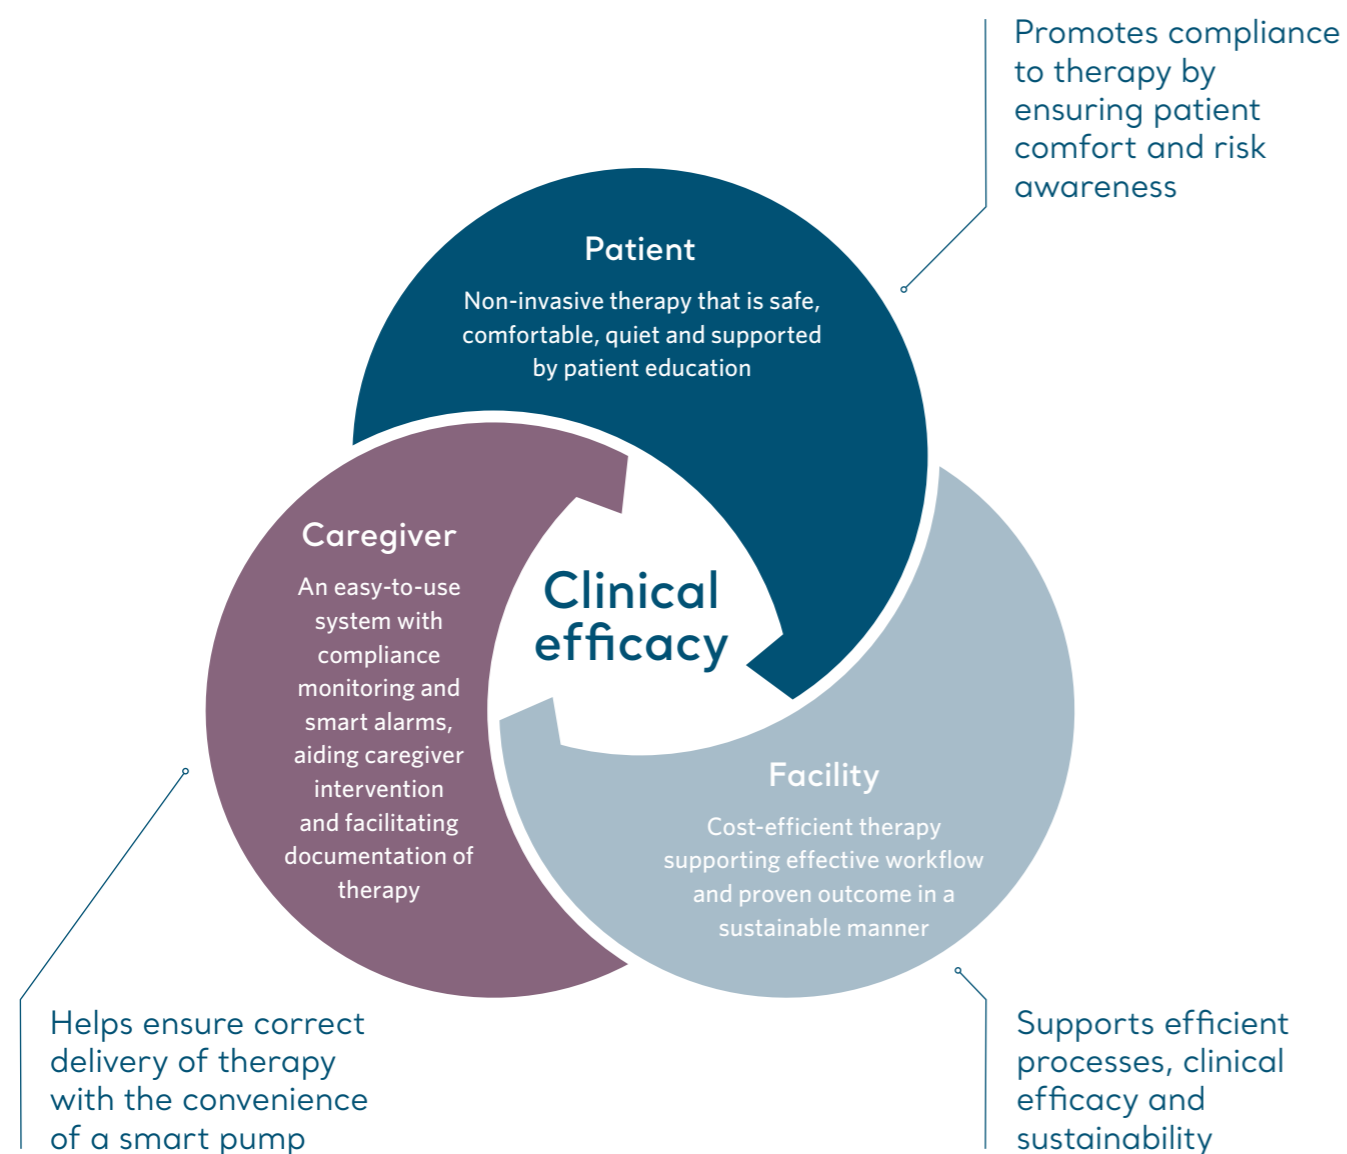 Promotes compliance
to therapy by
ensuring patient
comfort and risk
awareness
Patient
Non-invasive therapy that is safe,
comfortable, quiet and supported
by patient education
Caregiver
An easy-to-use
system with
compliance
monitoring and
smart alarms,
aiding caregiver
intervention
and facilitating
documentation of
therapy
Clinical
efficacy
Facility
Cost-efficient therapy
supporting effective workflow
and proven outcome in a
sustainable manner
Helps ensure correct
delivery of therapy
with the convenience
of a smart pump
Supports efficient
processes, clinical
efficacy and
sustainability